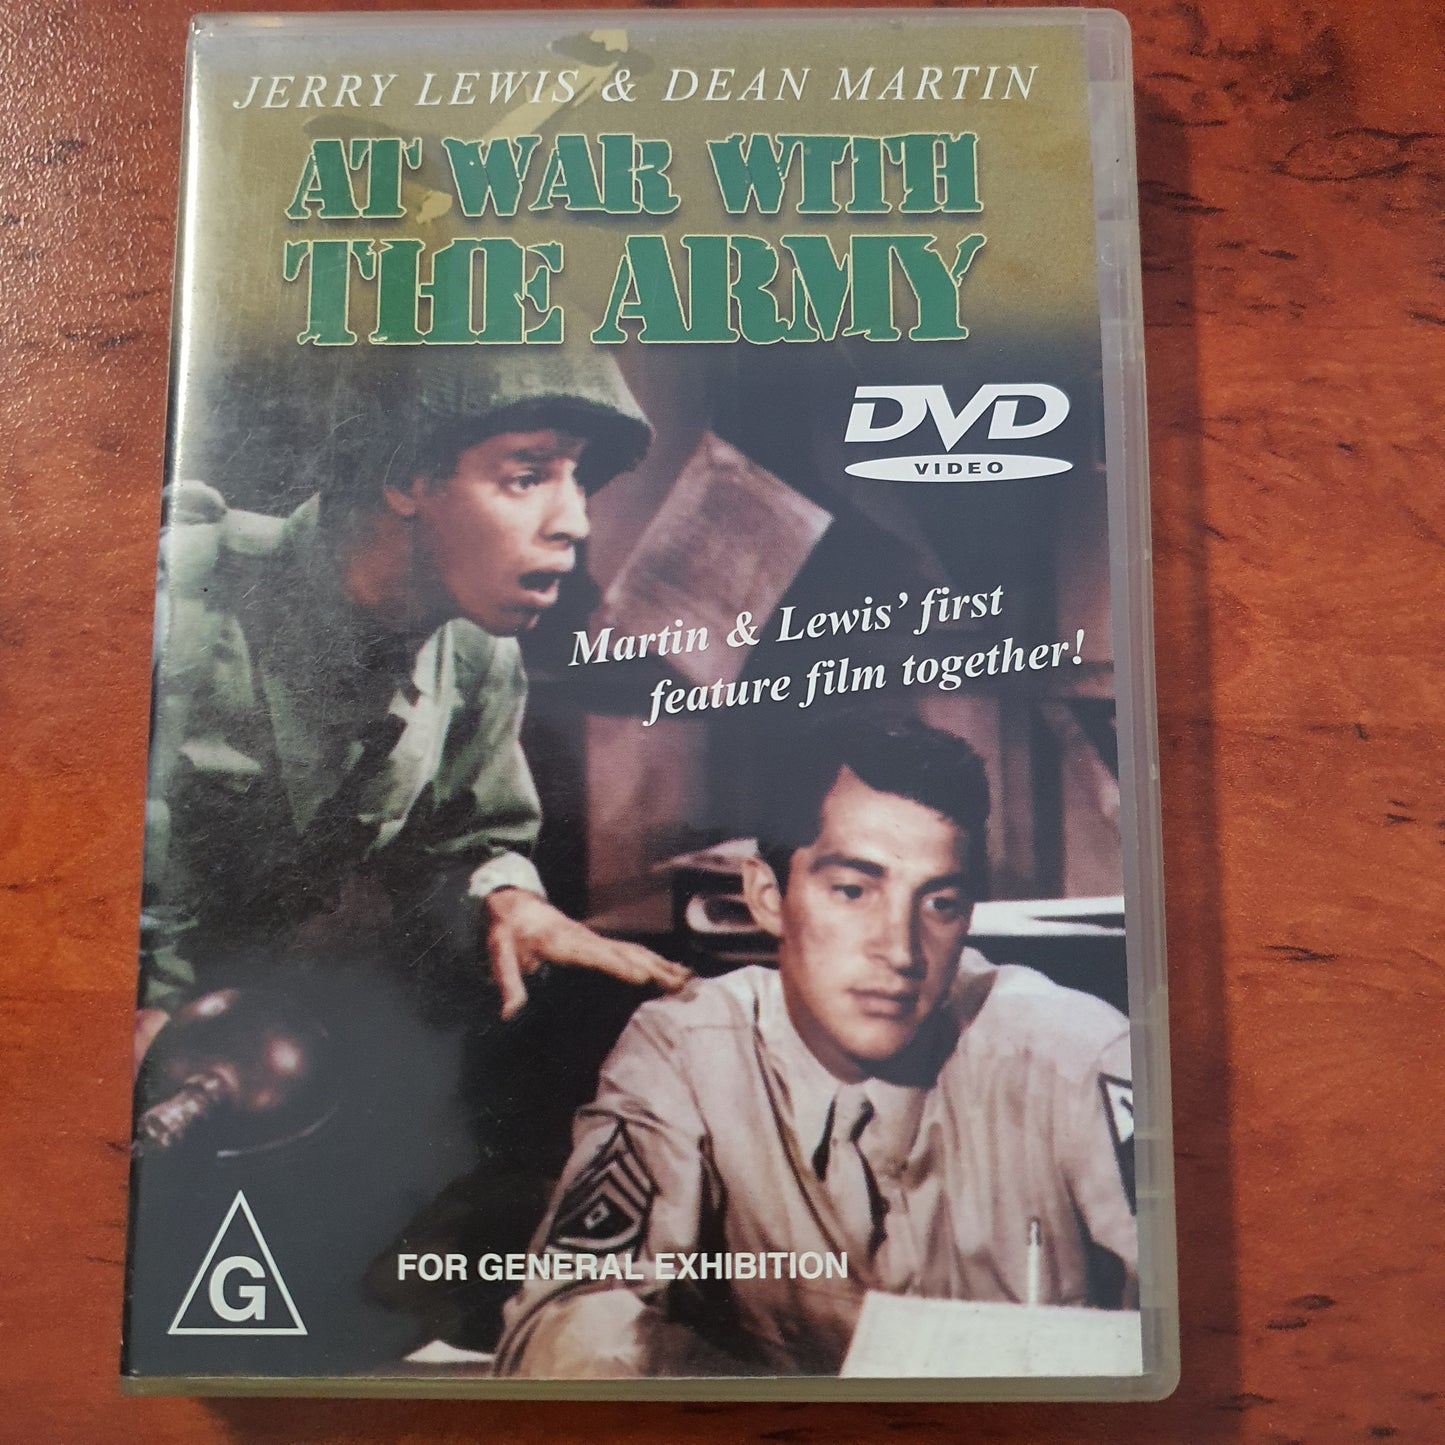 JERRY LEWIS & DEAN MARTIN
AT WAR WITH
THE ARMY
DVD
VIDEO
Martin & Lewis' first
feature film together!
G
FOR GENERAL EXHIBITION